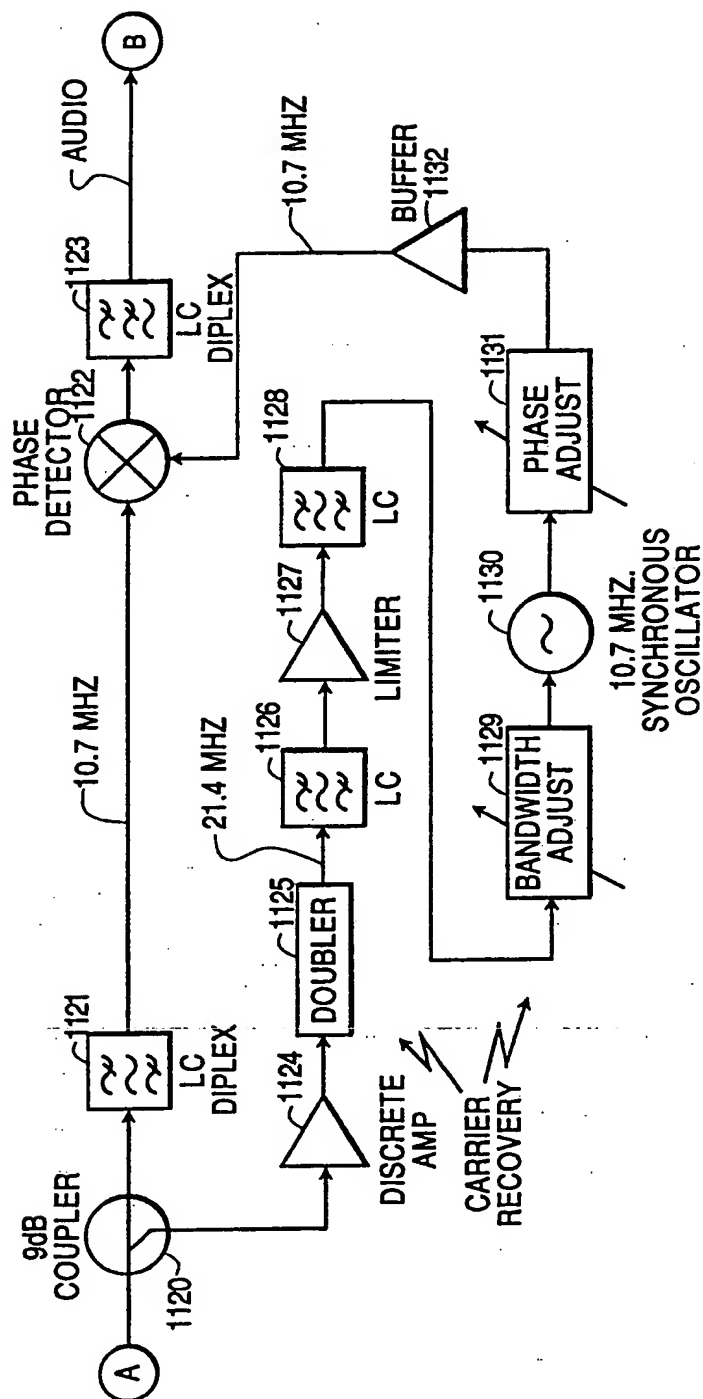 A
9dB
COUPLER
1120
1121
LC
DIPLEX
10.7 MHZ
PHASE
DETECTOR
1122
1123
LC
DIPLEX
AUDIO
B
1124
DISCRETE
AMP
1125
DOUBLER
21.4 MHZ
1126
LC
1127
LIMITER
1128
LC
10.7 MHZ
BUFFER
1132
CARRIER
RECOVERY
1129
BANDWIDTH
ADJUST
1130
10.7 MHZ.
SYNCHRONOUS
OSCILLATOR
1131
PHASE
ADJUST